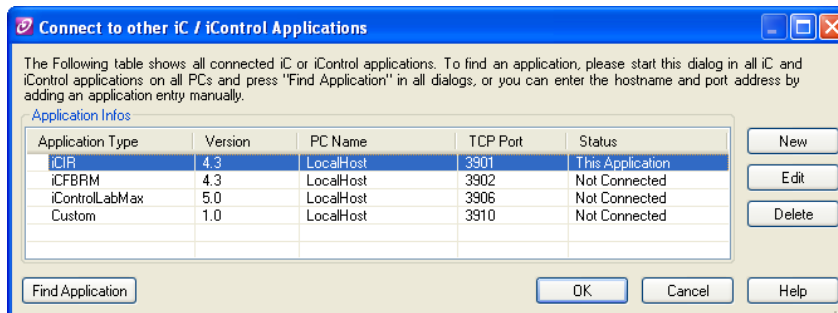 Connect to other iC / iControl Applications
The Following table shows all connected iC or iControl applications. To find an application, please start this dialog in all iC and
iControl applications on all PCs and press "Find Application" in all dialogs, or you can enter the hostname and port address by
adding an application entry manually.
Application Infos
Application Type Version PC Name TCP Port Status
iCIR 4.3 LocalHost 3901 This Application
iCFBRM 4.3 LocalHost 3902 Not Connected
iControlLabMax 5.0 LocalHost 3906 Not Connected
Custom 1.0 LocalHost 3910 Not Connected
New
Edit
Delete
Find Application OK Cancel Help